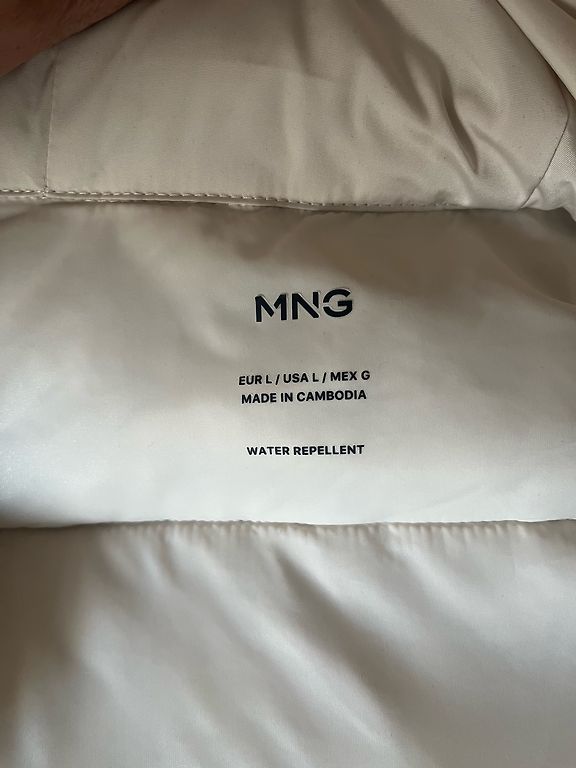 MNG
EUR L / USA L / MEX G
MADE IN CAMBODIA
WATER REPELLENT